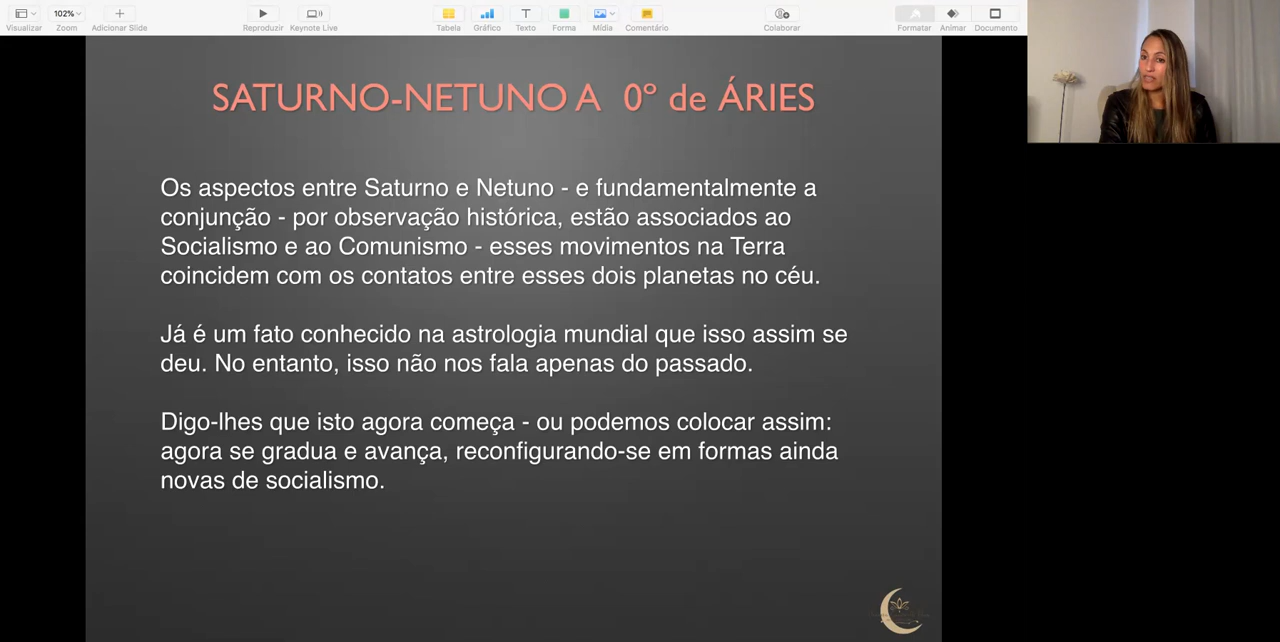 102%
Visualizar
Zoom
Adicionar Slide
Reproduzir
Keynote Live
Tabela
Gráfico
Texto
Forma
Mídia
Comentário
Colaborar
Formatar
Animar
Documento
SATURNO-NETUNO A 0º de ÁRIES
Os aspectos entre Saturno e Netuno - e fundamentalmente a
conjunção - por observação histórica, estão associados ao
Socialismo e ao Comunismo - esses movimentos na Terra
coincidem com os contatos entre esses dois planetas no céu.
Já é um fato conhecido na astrologia mundial que isso assim se
deu. No entanto, isso não nos fala apenas do passado.
Digo-lhes que isto agora começa - ou podemos colocar assim:
agora se gradua e avança, reconfigurando-se em formas ainda
novas de socialismo.